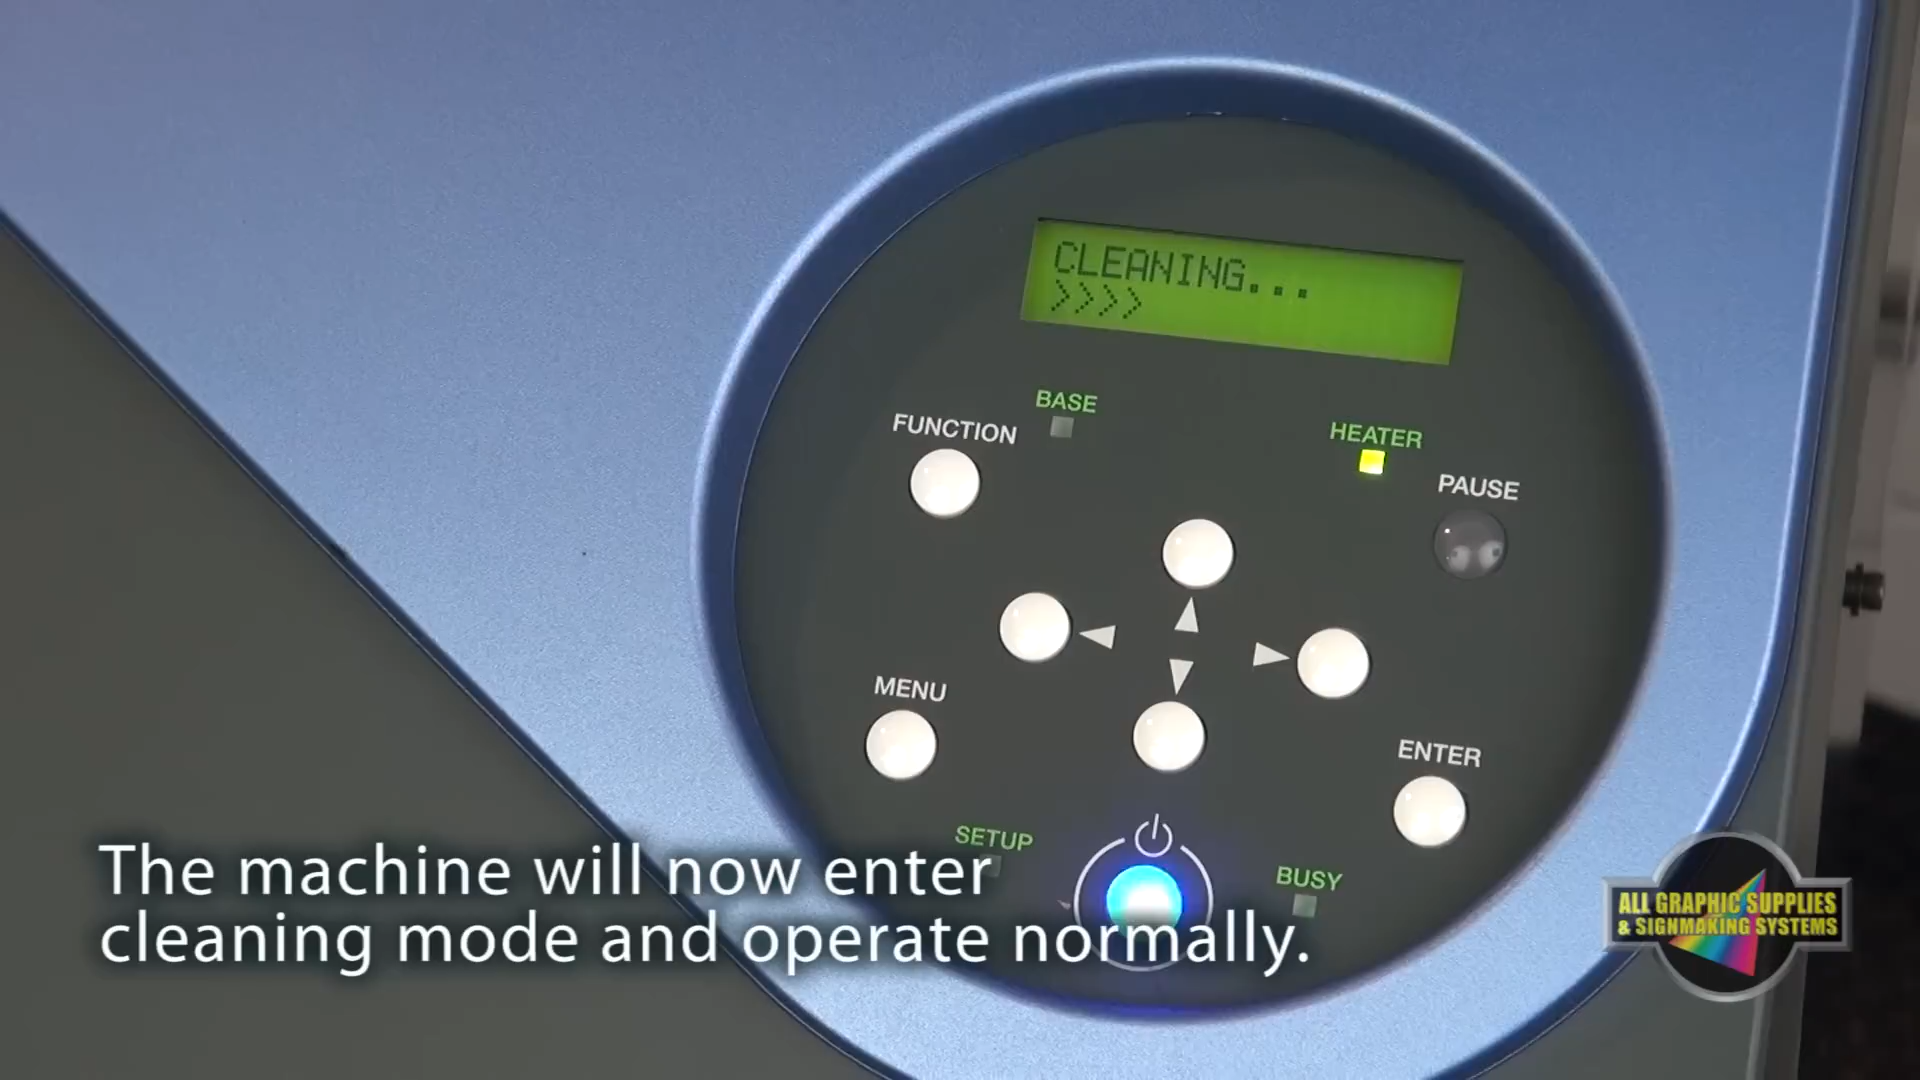 CLEANING...
>>>>
BASE
FUNCTION
HEATER
PAUSE
MENU
ENTER
SETUP
BUSY
The machine will now enter
cleaning mode and operate normally.
ALL GRAPHIC SUPPLIES
& SIGNMAKING SYSTEMS